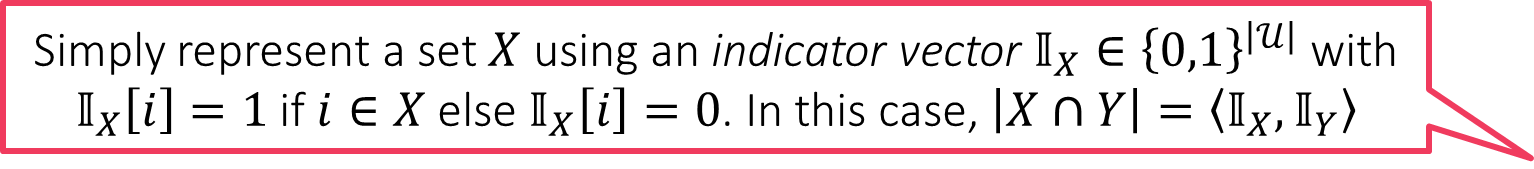 Simply represent a set 𝑋 using an indicator vector 𝕀_𝑋 ∈ {0,1}^|𝒰| with
𝕀_𝑋[𝑖] = 1 if 𝑖 ∈ 𝑋 else 𝕀_𝑋[𝑖] = 0. In this case, |𝑋 ∩ 𝑌| = ⟨𝕀_𝑋, 𝕀_𝑌⟩